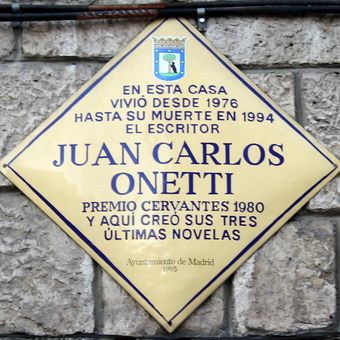 EN ESTA CASA
VIVIÓ DESDE 1976
HASTA SU MUERTE EN 1994
EL ESCRITOR
JUAN CARLOS
ONETTI
PREMIO CERVANTES 1980
Y AQUÍ CREÓ SUS TRES
ÚLTIMAS NOVELAS
Ayuntamiento de Madrid
1995